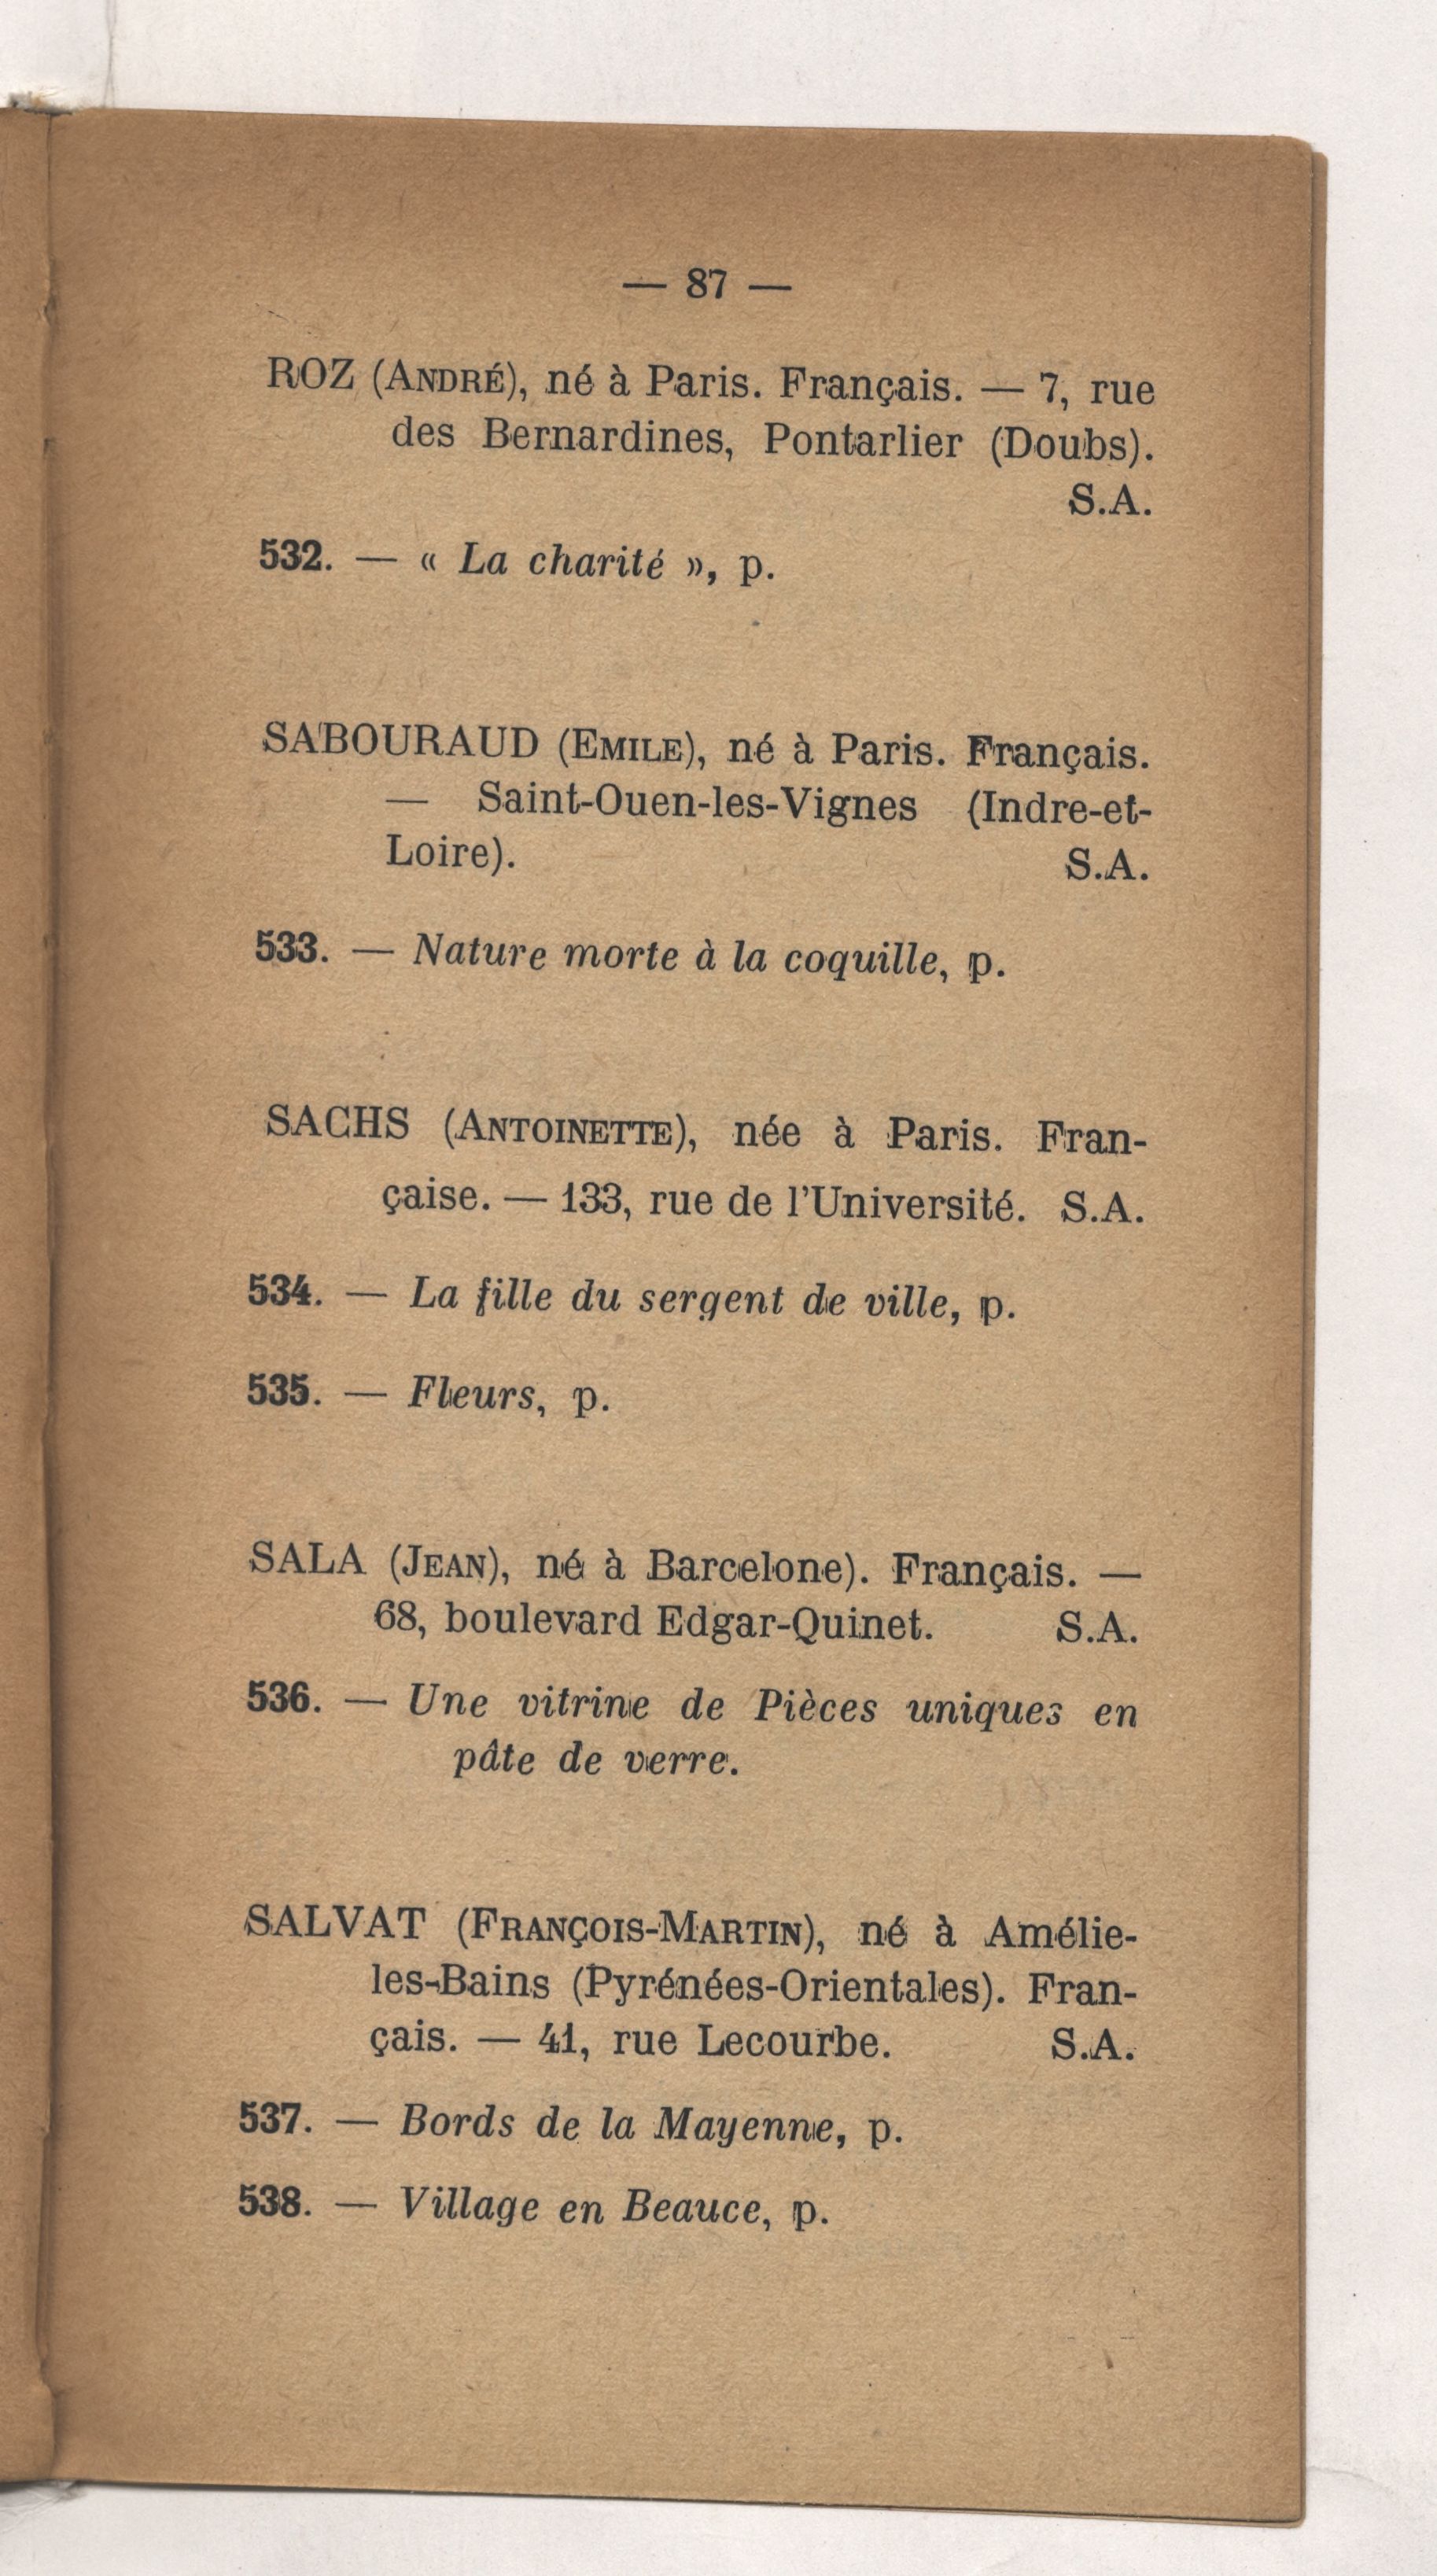 — 87 —
ROZ (ANDRÉ), né à Paris. Français. — 7, rue
des Bernardines, Pontarlier (Doubs).
S.A.
532. — « La charité », p.
SABOURAUD (EMILE), né à Paris. Français.
— Saint-Ouen-les-Vignes (Indre-et-
Loire). S.A.
533. — Nature morte à la coquille, p.
SACHS (ANTOINETTE), née à Paris. Fran-
çaise. — 133, rue de l'Université. S.A.
534. — La fille du sergent de ville, p.
535. — Fleurs, p.
SALA (JEAN), né à Barcelone). Français. —
68, boulevard Edgar-Quinet. S.A.
536. — Une vitrine de Pièces uniques en
pâte de verre.
SALVAT (FRANÇOIS-MARTIN), né à Amélie-
les-Bains (Pyrénées-Orientales). Fran-
çais. — 41, rue Lecourbe. S.A.
537. — Bords de la Mayenne, p.
538. — Village en Beauce, p.